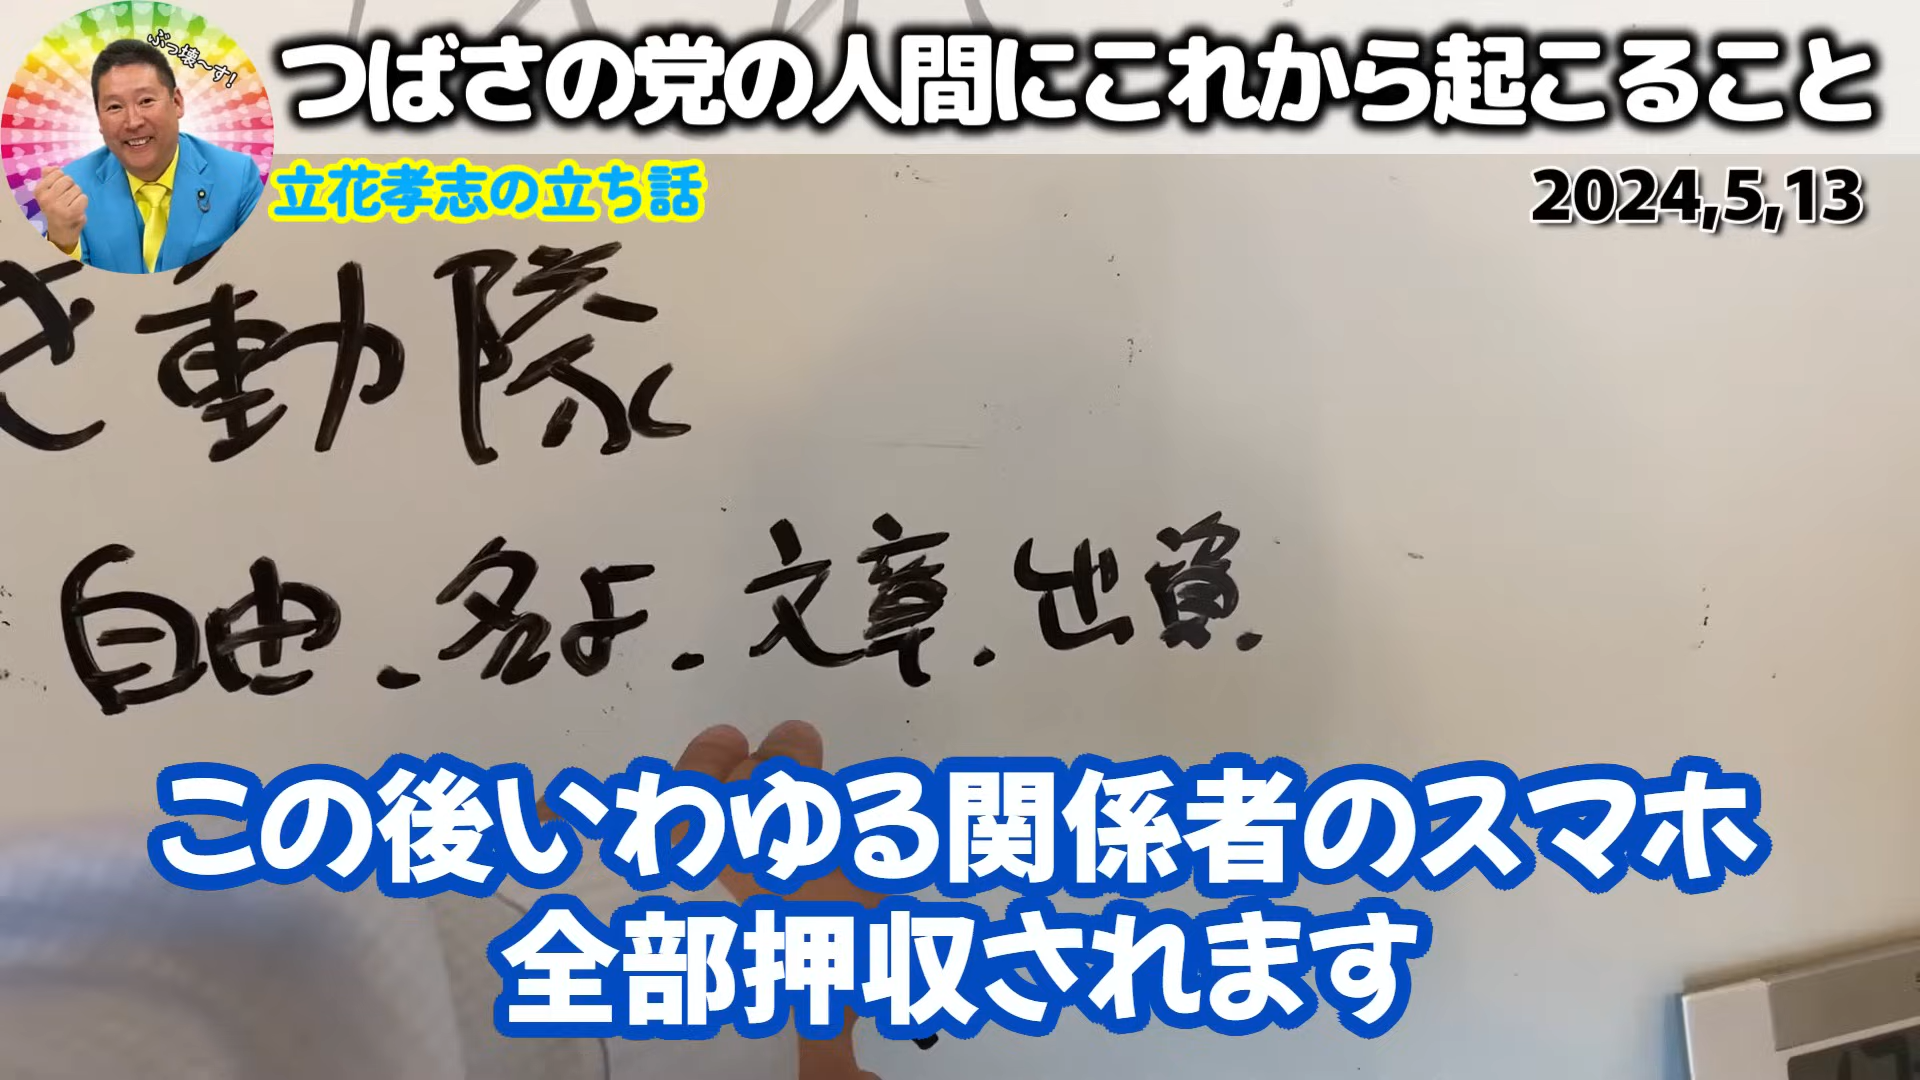 ぶっ壊～す!
つばさの党の人間にこれから起こること
立花孝志の立ち話
2024,5,13
動隊
自由.名よ.文章.出資.
この後いわゆる関係者のスマホ
全部押収されます